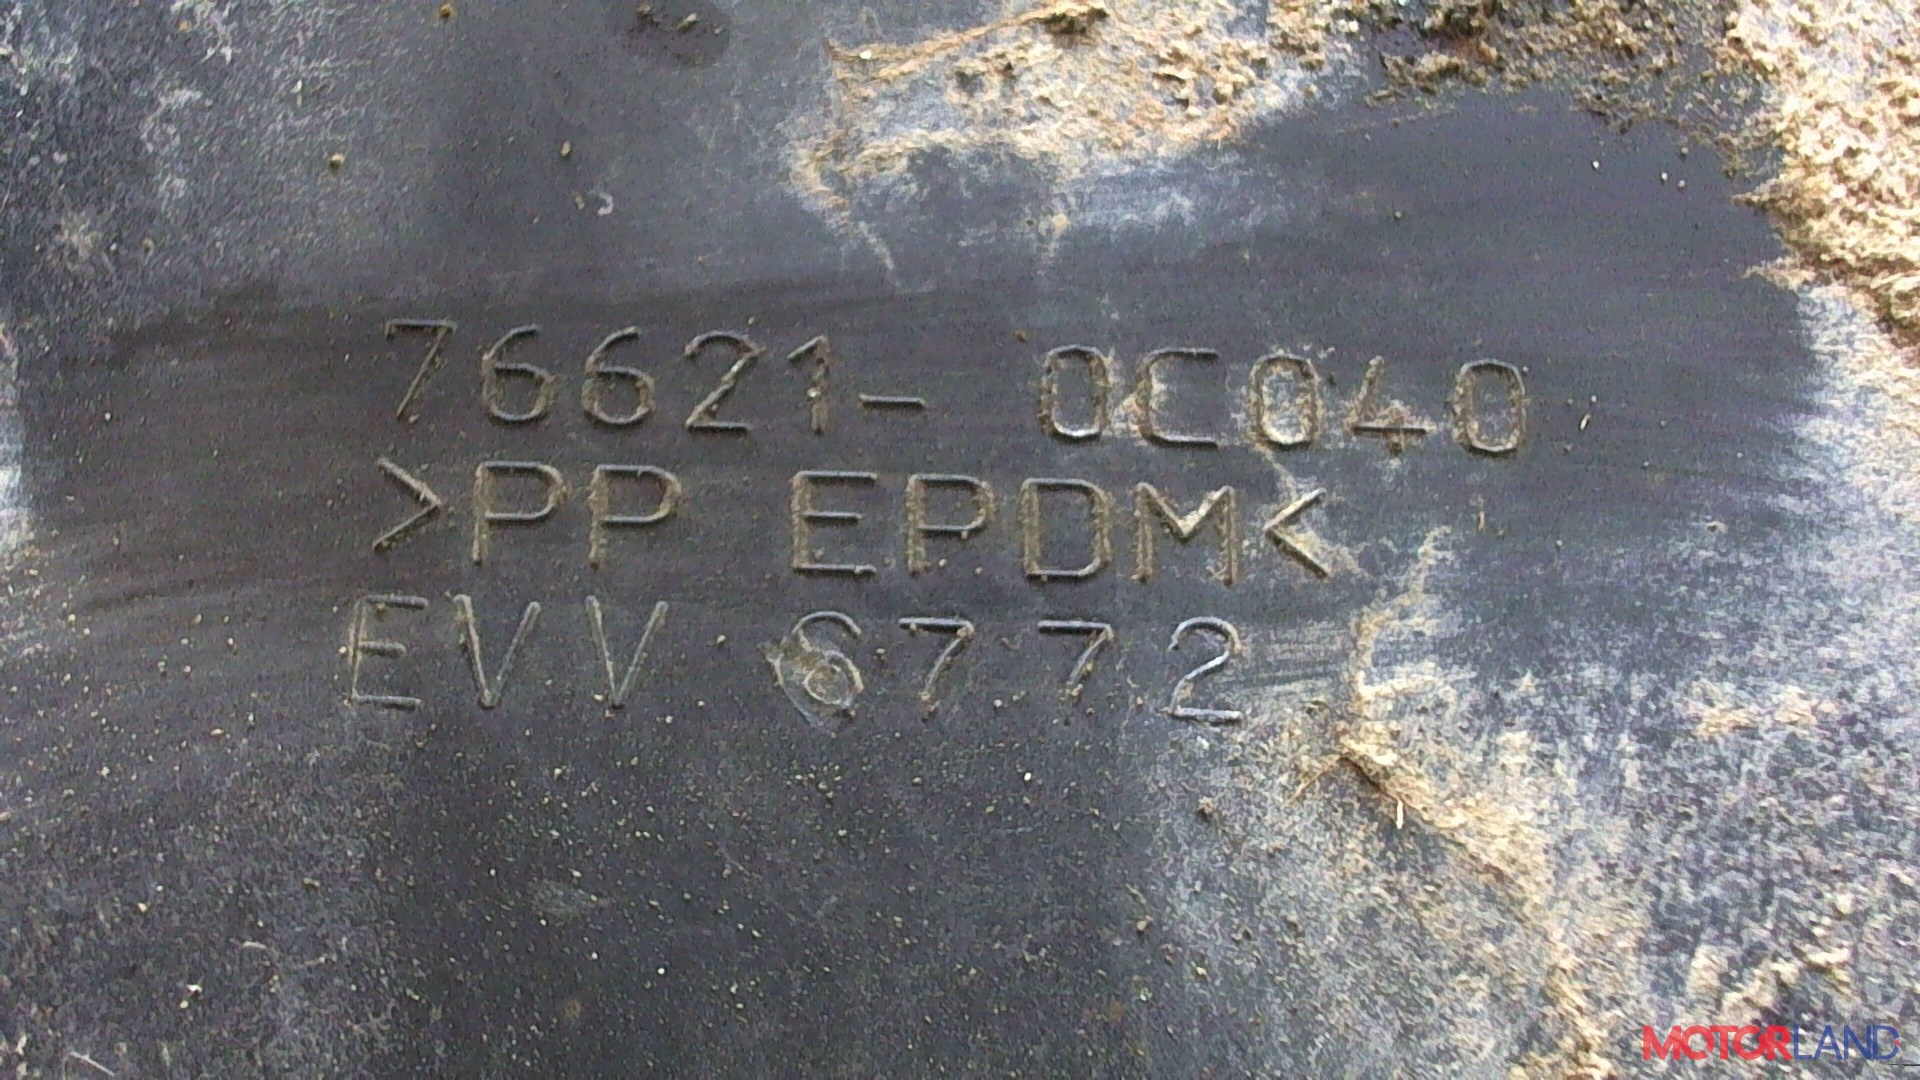 76621- 0C040
>PP EPDM<
EVV 6772
MOTORLAND